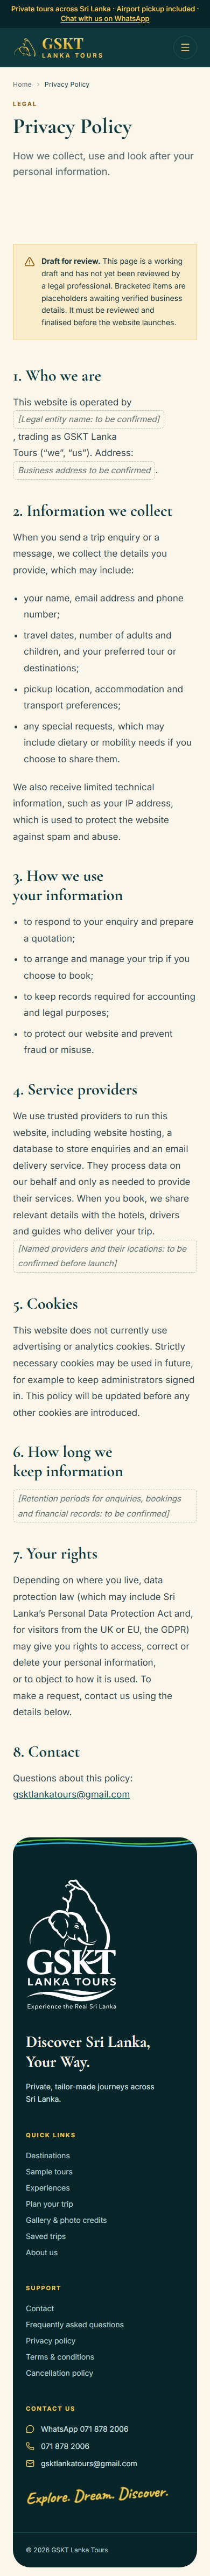 Private tours across Sri Lanka · Airport pickup included ·
Chat with us on WhatsApp
GSKT
LANKA TOURS
Home › Privacy Policy
LEGAL
Privacy Policy
How we collect, use and look after your
personal information.
Draft for review. This page is a working
draft and has not yet been reviewed by
a legal professional. Bracketed items are
placeholders awaiting verified business
details. It must be reviewed and
finalised before the website launches.
1. Who we are
This website is operated by
[Legal entity name: to be confirmed]
, trading as GSKT Lanka
Tours (“we”, “us”). Address:
Business address to be confirmed .
2. Information we collect
When you send a trip enquiry or a
message, we collect the details you
provide, which may include:
• your name, email address and phone
number;
• travel dates, number of adults and
children, and your preferred tour or
destinations;
• pickup location, accommodation and
transport preferences;
• any special requests, which may
include dietary or mobility needs if you
choose to share them.
We also receive limited technical
information, such as your IP address,
which is used to protect the website
against spam and abuse.
3. How we use
your information
• to respond to your enquiry and prepare
a quotation;
• to arrange and manage your trip if you
choose to book;
• to keep records required for accounting
and legal purposes;
• to protect our website and prevent
fraud or misuse.
4. Service providers
We use trusted providers to run this
website, including website hosting, a
database to store enquiries and an email
delivery service. They process data on
our behalf and only as needed to provide
their services. When you book, we share
relevant details with the hotels, drivers
and guides who deliver your trip.
[Named providers and their locations: to be
confirmed before launch]
5. Cookies
This website does not currently use
advertising or analytics cookies. Strictly
necessary cookies may be used in future,
for example to keep administrators signed
in. This policy will be updated before any
other cookies are introduced.
6. How long we
keep information
[Retention periods for enquiries, bookings
and financial records: to be confirmed]
7. Your rights
Depending on where you live, data
protection law (which may include Sri
Lanka’s Personal Data Protection Act and,
for visitors from the UK or EU, the GDPR)
may give you rights to access, correct or
delete your personal information,
or to object to how it is used. To
make a request, contact us using the
details below.
8. Contact
Questions about this policy:
gsktlankatours@gmail.com
GSKT
LANKA TOURS
Experience the Real Sri Lanka
Discover Sri Lanka,
Your Way.
Private, tailor-made journeys across
Sri Lanka.
QUICK LINKS
Destinations
Sample tours
Experiences
Plan your trip
Gallery & photo credits
Saved trips
About us
SUPPORT
Contact
Frequently asked questions
Privacy policy
Terms & conditions
Cancellation policy
CONTACT US
WhatsApp 071 878 2006
071 878 2006
gsktlankatours@gmail.com
Explore. Dream. Discover.
© 2026 GSKT Lanka Tours